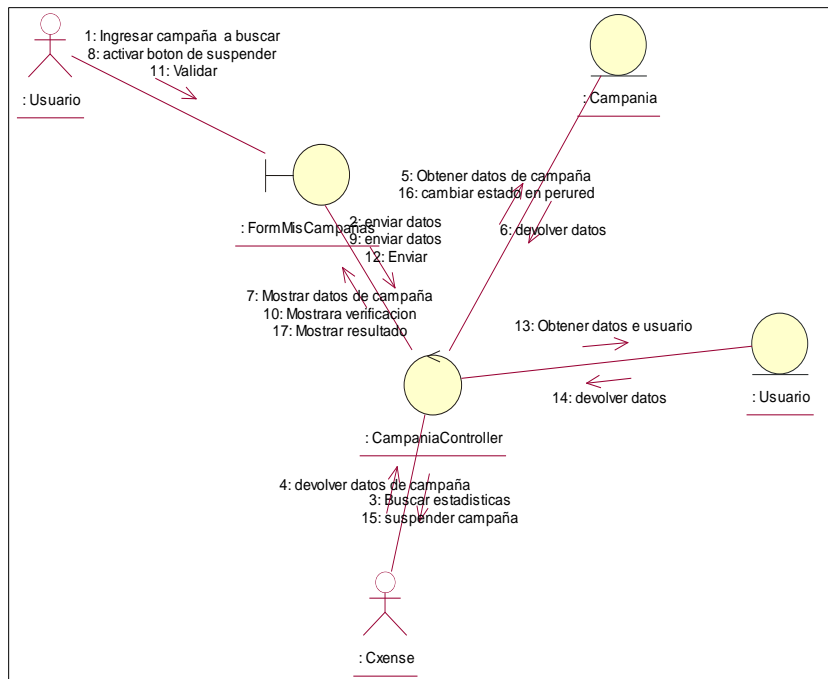 1: Ingresar campaña a buscar
8: activar boton de suspender
11: Validar
: Usuario
: Campania
5: Obtener datos de campaña
16: cambiar estado en perured
6: devolver datos
: FormMisCampañas
2: enviar datos
9: enviar datos
12: Enviar
7: Mostrar datos de campaña
10: Mostrara verificacion
17: Mostrar resultado
13: Obtener datos e usuario
14: devolver datos
: Usuario
: CampaniaController
4: devolver datos de campaña
3: Buscar estadisticas
15: suspender campaña
: Cxense